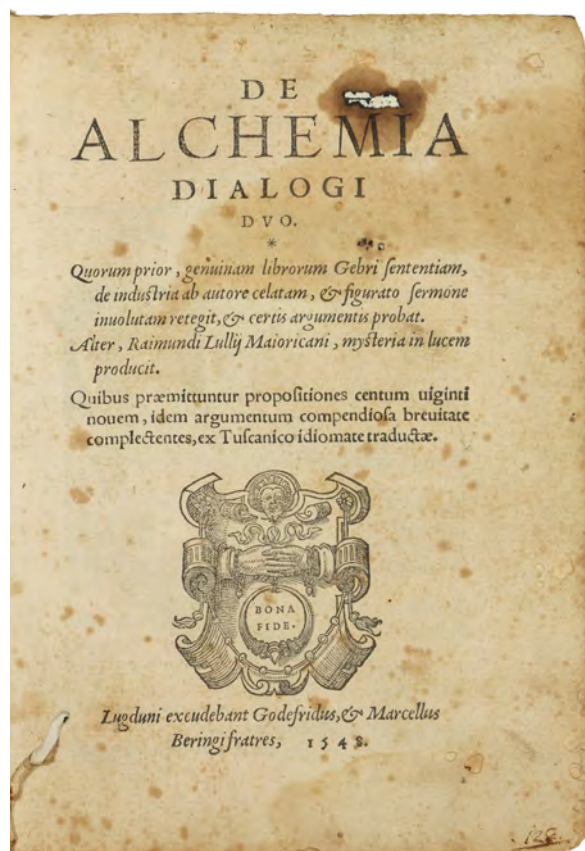 DE
ALCHEMIA
DIALOGI
DVO.
*
Quorum prior, genuinam librorum Gebri ſententiam,
de induſtria ab autore celatam, & figurato ſermone
inuolutam retegit, & certis argumentis probat.
Alter, Raimundi Lullij Maioricani, myſteria in lucem
producit.
Quibus præmittuntur propoſitiones centum uiginti
nouem, idem argumentum compendioſa breuitate
complectentes, ex Tuſcanico idiomate traductæ.
BONA
FIDE.
Lugduni excudebant Godefridus, & Marcellus
Beringi fratres, 1548.